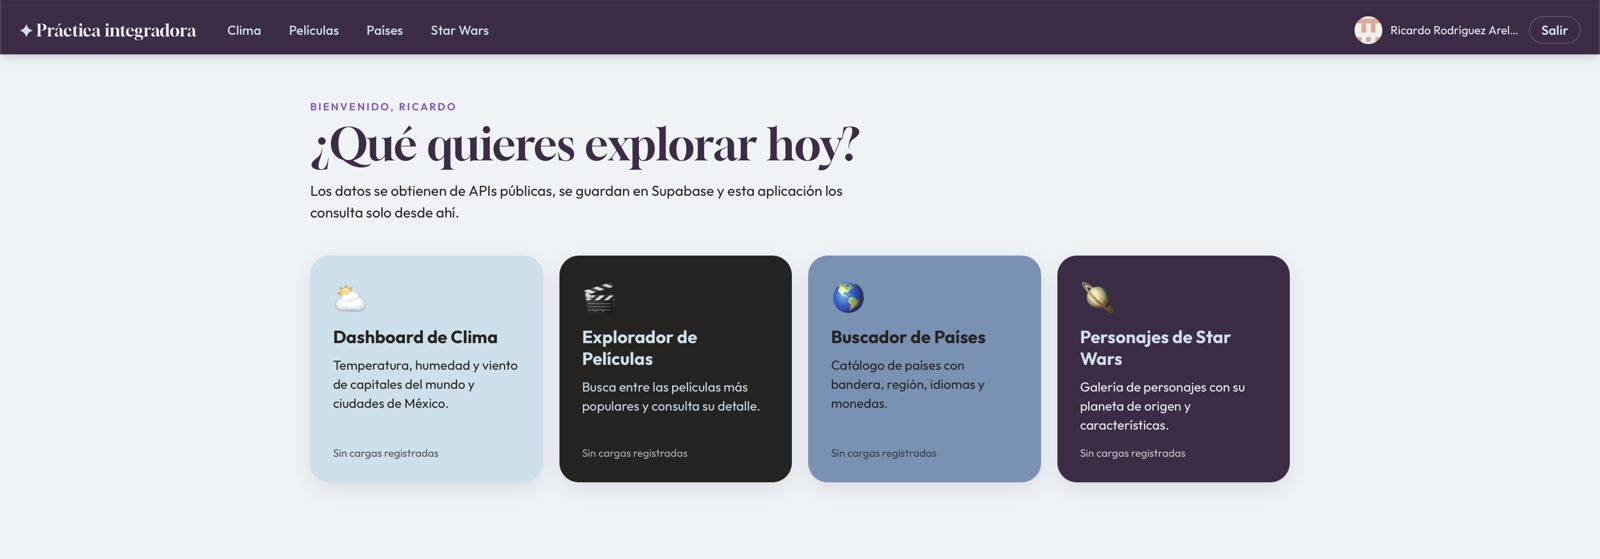 ✦ Práctica integradora Clima Películas Países Star Wars Ricardo Rodríguez Arel... Salir
BIENVENIDO, RICARDO
¿Qué quieres explorar hoy?
Los datos se obtienen de APIs públicas, se guardan en Supabase y esta aplicación los
consulta solo desde ahí.
Dashboard de Clima
Temperatura, humedad y viento
de capitales del mundo y
ciudades de México.
Sin cargas registradas
Explorador de
Películas
Busca entre las películas más
populares y consulta su detalle.
Sin cargas registradas
Buscador de Países
Catálogo de países con
bandera, región, idiomas y
monedas.
Sin cargas registradas
Personajes de Star
Wars
Galería de personajes con su
planeta de origen y
características.
Sin cargas registradas